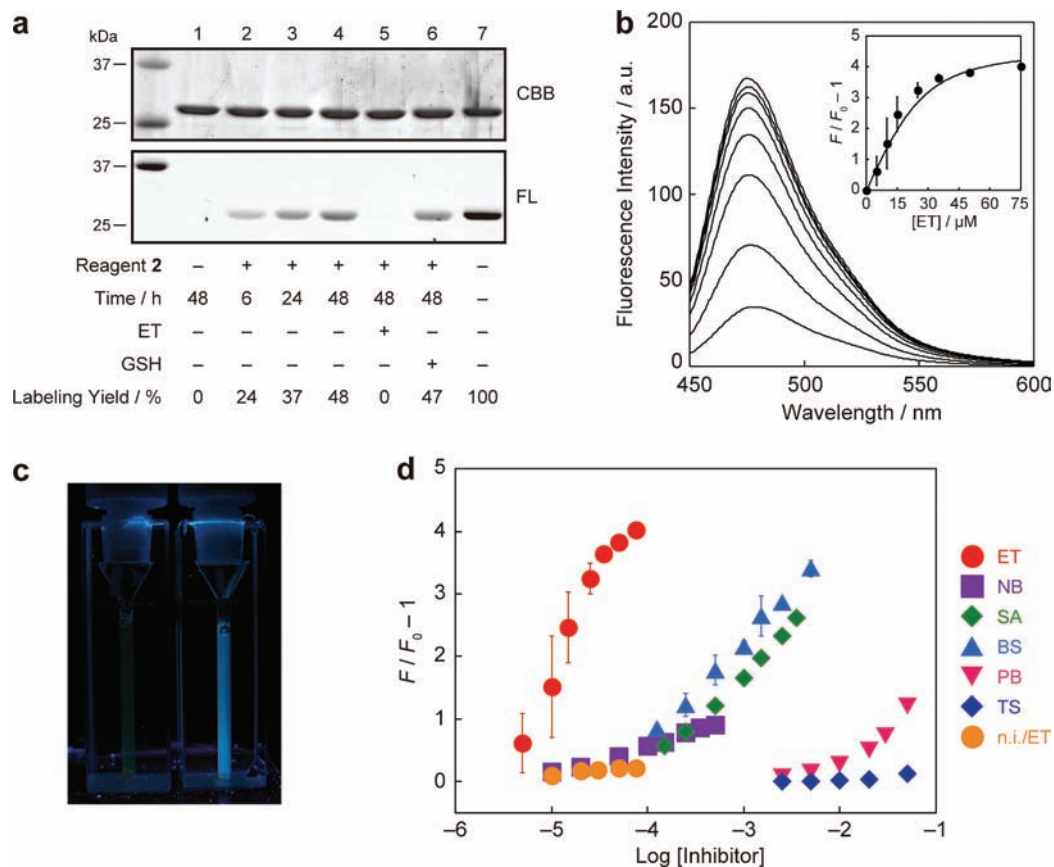 a
kDa 1 2 3 4 5 6 7
37
25
CBB
37
25
FL
Reagent 2 – + + + + + –
Time / h 48 6 24 48 48 48 –
ET – – – – + – –
GSH – – – – – + –
Labeling Yield / % 0 24 37 48 0 47 100
b
Fluorescence Intensity / a.u.
200
150
100
50
0
450 500 550 600
Wavelength / nm
F / F0 – 1
5
4
3
2
1
0
0 15 30 45 60 75
[ET] / μM
c
d
F / F0 – 1
5
4
3
2
1
0
–6 –5 –4 –3 –2 –1
Log [Inhibitor]
ET
NB
SA
BS
PB
TS
n.i./ET